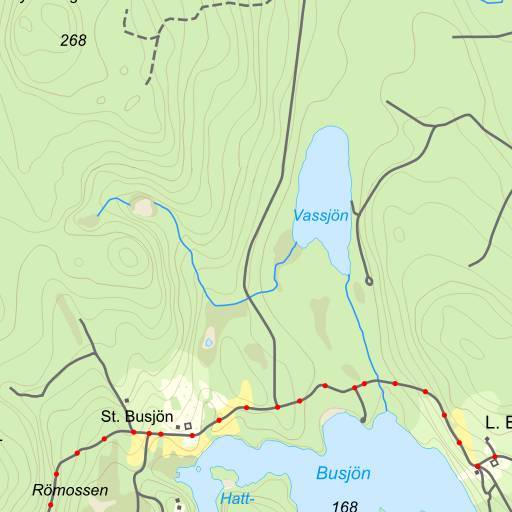 268
Vassjön
St. Busjön
L.
Busjön
Römossen
Hatt-
168